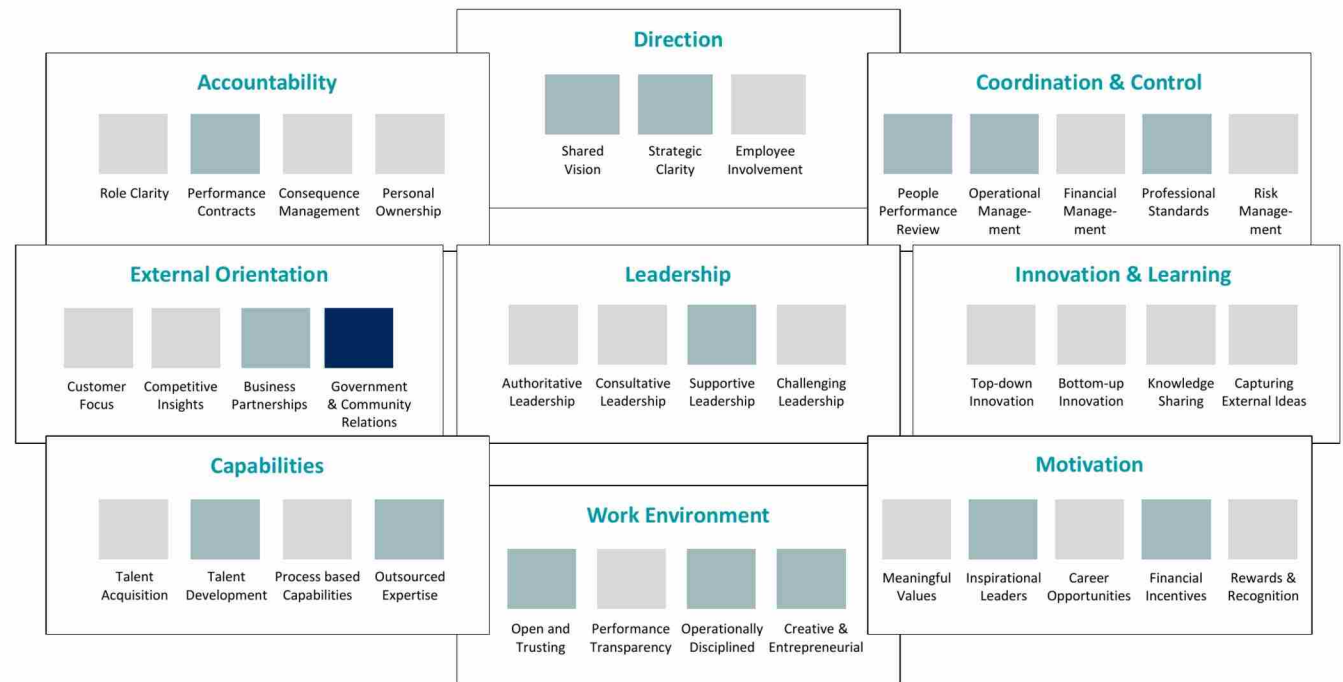 Direction
Shared
Vision
Strategic
Clarity
Employee
Involvement
Accountability
Role Clarity
Performance
Contracts
Consequence
Management
Personal
Ownership
Coordination & Control
People
Performance
Review
Operational
Manage-
ment
Financial
Manage-
ment
Professional
Standards
Risk
Manage-
ment
External Orientation
Customer
Focus
Competitive
Insights
Business
Partnerships
Government
& Community
Relations
Leadership
Authoritative
Leadership
Consultative
Leadership
Supportive
Leadership
Challenging
Leadership
Innovation & Learning
Top-down
Innovation
Bottom-up
Innovation
Knowledge
Sharing
Capturing
External Ideas
Capabilities
Talent
Acquisition
Talent
Development
Process based
Capabilities
Outsourced
Expertise
Work Environment
Open and
Trusting
Performance
Transparency
Operationally
Disciplined
Creative &
Entrepreneurial
Motivation
Meaningful
Values
Inspirational
Leaders
Career
Opportunities
Financial
Incentives
Rewards &
Recognition